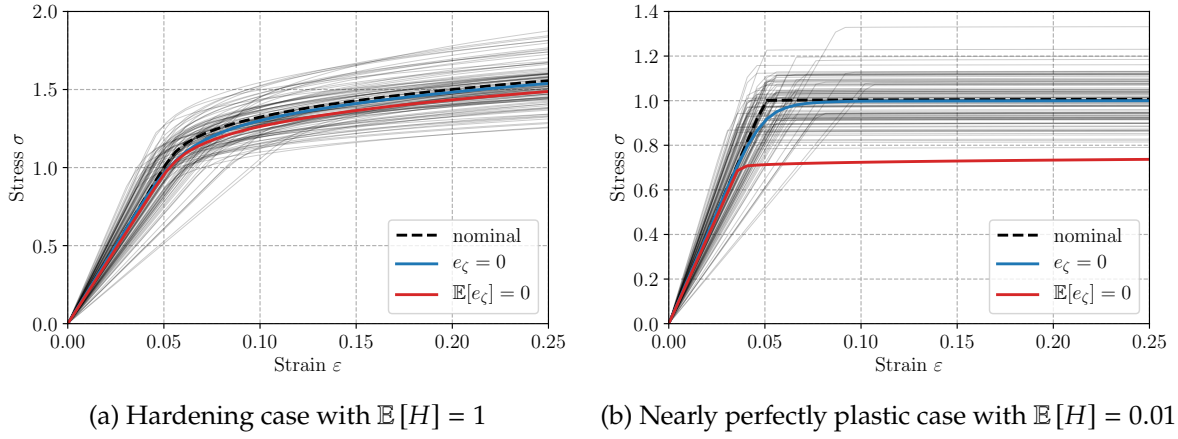 2.0
1.5
1.0
0.5
0.0
Stress σ
0.00 0.05 0.10 0.15 0.20 0.25
Strain ε
nominal
e_ζ = 0
𝔼[e_ζ] = 0
(a) Hardening case with 𝔼[H] = 1
1.4
1.2
1.0
0.8
0.6
0.4
0.2
0.0
Stress σ
0.00 0.05 0.10 0.15 0.20 0.25
Strain ε
nominal
e_ζ = 0
𝔼[e_ζ] = 0
(b) Nearly perfectly plastic case with 𝔼[H] = 0.01